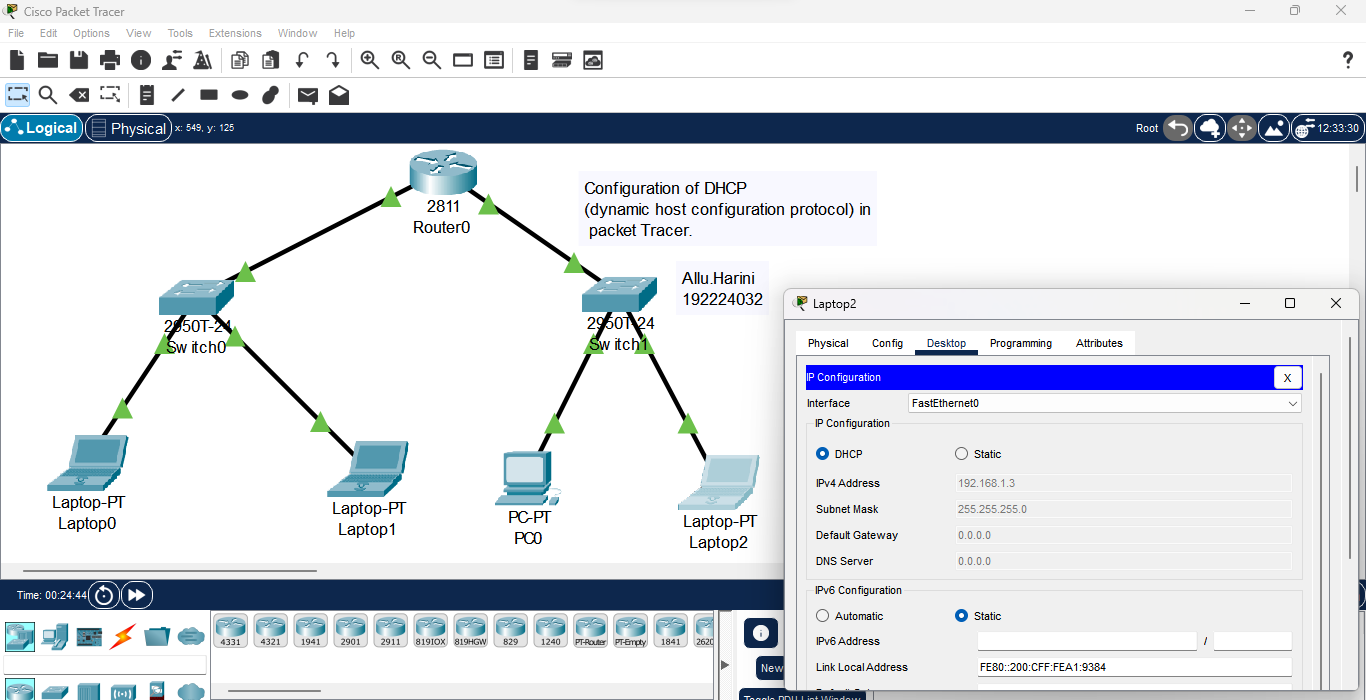 Cisco Packet Tracer
File Edit Options View Tools Extensions Window Help
Logical Physical x: 549, y: 125 Root 12:33:30
2811
Router0
Configuration of DHCP
(dynamic host configuration protocol) in
packet Tracer.
Allu.Harini
192224032
2950T-24
Switch0
2950T-24
Switch1
Laptop-PT
Laptop0
Laptop-PT
Laptop1
PC-PT
PC0
Laptop-PT
Laptop2
Laptop2
Physical Config Desktop Programming Attributes
IP Configuration X
Interface FastEthernet0
IP Configuration
DHCP Static
IPv4 Address 192.168.1.3
Subnet Mask 255.255.255.0
Default Gateway 0.0.0.0
DNS Server 0.0.0.0
IPv6 Configuration
Automatic Static
IPv6 Address /
Link Local Address FE80::200:CFF:FEA1:9384
Time: 00:24:44
4331 4321 1941 2901 2911 819IOX 819HGW 829 1240 PT-Router PT-Empty 1841 2620
New
Toggle PDU List Window